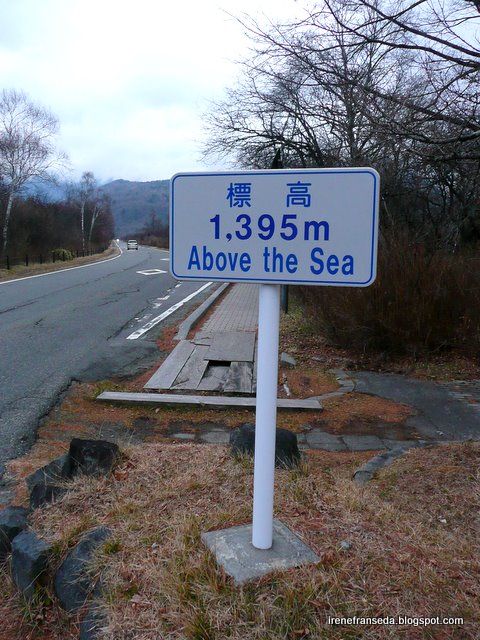 標高
1,395m
Above the Sea
Irenefranseda.blogspot.com